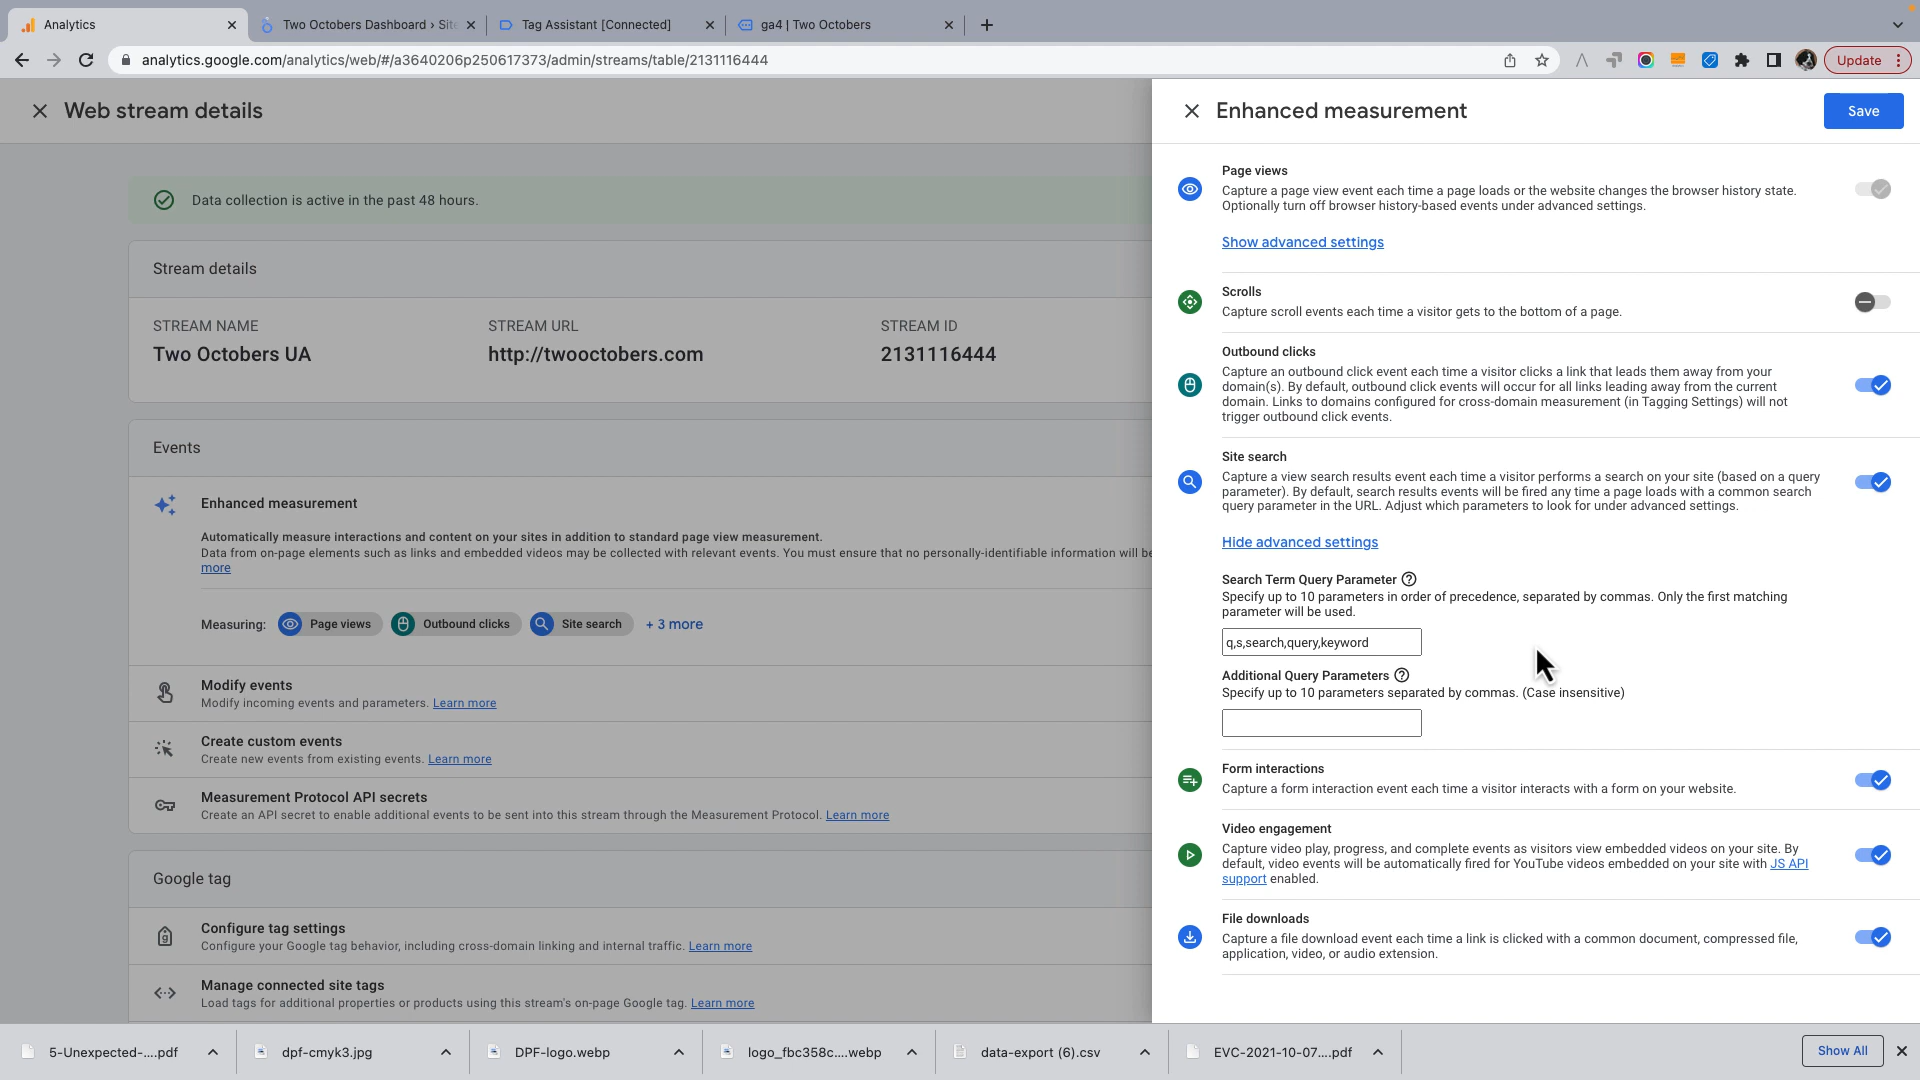 Analytics
Two Octobers Dashboard › Site
Tag Assistant [Connected]
ga4 | Two Octobers
analytics.google.com/analytics/web/#/a3640206p250617373/admin/streams/table/2131116444
Update
Web stream details
Data collection is active in the past 48 hours.
Stream details
STREAM NAME
STREAM URL
STREAM ID
Two Octobers UA
http://twooctobers.com
2131116444
Events
Enhanced measurement
Automatically measure interactions and content on your sites in addition to standard page view measurement.
Data from on-page elements such as links and embedded videos may be collected with relevant events. You must ensure that no personally-identifiable information will be
more
Measuring: Page views Outbound clicks Site search + 3 more
Modify events
Modify incoming events and parameters. Learn more
Create custom events
Create new events from existing events. Learn more
Measurement Protocol API secrets
Create an API secret to enable additional events to be sent into this stream through the Measurement Protocol. Learn more
Google tag
Configure tag settings
Configure your Google tag behavior, including cross-domain linking and internal traffic. Learn more
Manage connected site tags
Load tags for additional properties or products using this stream's on-page Google tag. Learn more
Enhanced measurement
Save
Page views
Capture a page view event each time a page loads or the website changes the browser history state.
Optionally turn off browser history-based events under advanced settings.
Show advanced settings
Scrolls
Capture scroll events each time a visitor gets to the bottom of a page.
Outbound clicks
Capture an outbound click event each time a visitor clicks a link that leads them away from your
domain(s). By default, outbound click events will occur for all links leading away from the current
domain. Links to domains configured for cross-domain measurement (in Tagging Settings) will not
trigger outbound click events.
Site search
Capture a view search results event each time a visitor performs a search on your site (based on a query
parameter). By default, search results events will be fired any time a page loads with a common search
query parameter in the URL. Adjust which parameters to look for under advanced settings.
Hide advanced settings
Search Term Query Parameter
Specify up to 10 parameters in order of precedence, separated by commas. Only the first matching
parameter will be used.
q,s,search,query,keyword
Additional Query Parameters
Specify up to 10 parameters separated by commas. (Case insensitive)
Form interactions
Capture a form interaction event each time a visitor interacts with a form on your website.
Video engagement
Capture video play, progress, and complete events as visitors view embedded videos on your site. By
default, video events will be automatically fired for YouTube videos embedded on your site with JS API
support enabled.
File downloads
Capture a file download event each time a link is clicked with a common document, compressed file,
application, video, or audio extension.
5-Unexpected-....pdf
dpf-cmyk3.jpg
DPF-logo.webp
logo_fbc358c....webp
data-export (6).csv
EVC-2021-10-07....pdf
Show All